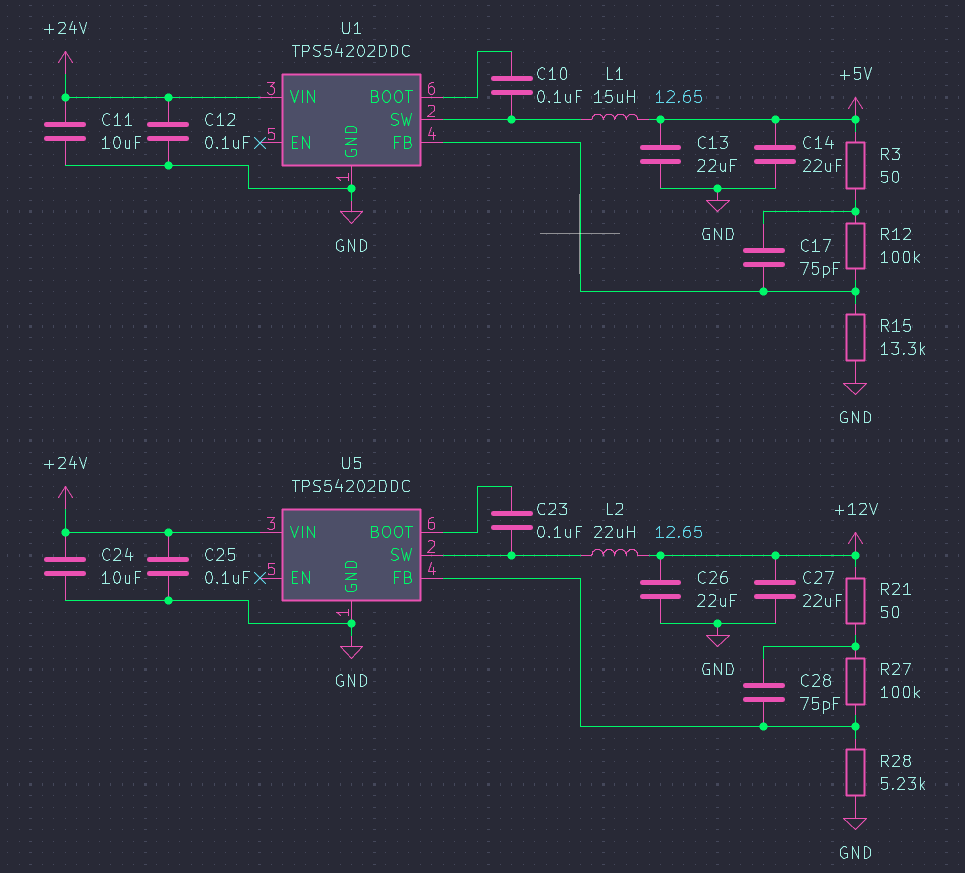 +24V
U1
TPS54202DDC
3
VIN
BOOT
6
C10
0.1uF
L1
15uH
12.65
+5V
C11
10uF
C12
0.1uF
5
EN
GND
SW
2
FB
4
1
GND
C13
22uF
C14
22uF
R3
50
GND
C17
75pF
R12
100k
R15
13.3k
GND
+24V
U5
TPS54202DDC
3
VIN
BOOT
6
C23
0.1uF
L2
22uH
12.65
+12V
C24
10uF
C25
0.1uF
5
EN
GND
SW
2
FB
4
1
GND
C26
22uF
C27
22uF
R21
50
GND
C28
75pF
R27
100k
R28
5.23k
GND